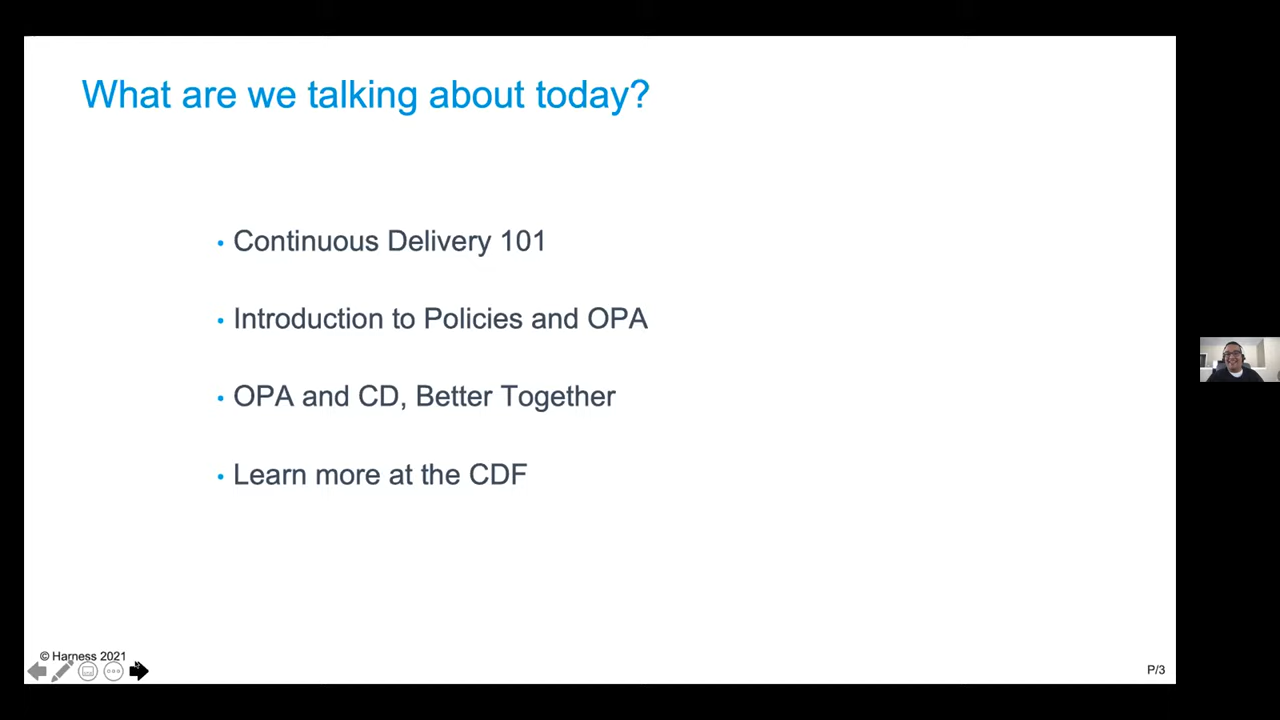 What are we talking about today?
• Continuous Delivery 101
• Introduction to Policies and OPA
• OPA and CD, Better Together
• Learn more at the CDF
© Harness 2021
P/3